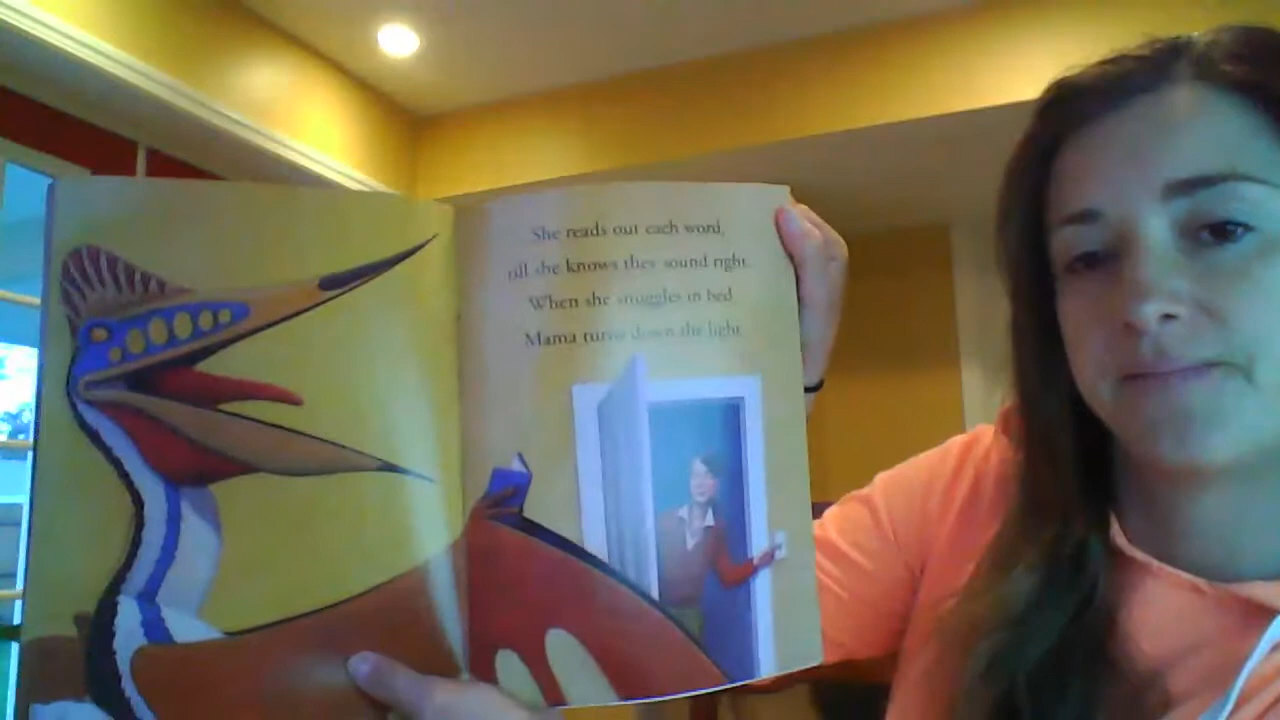 She reads out each word,
till she knows they sound right.
When she snuggles in bed
Mama turns down the light.